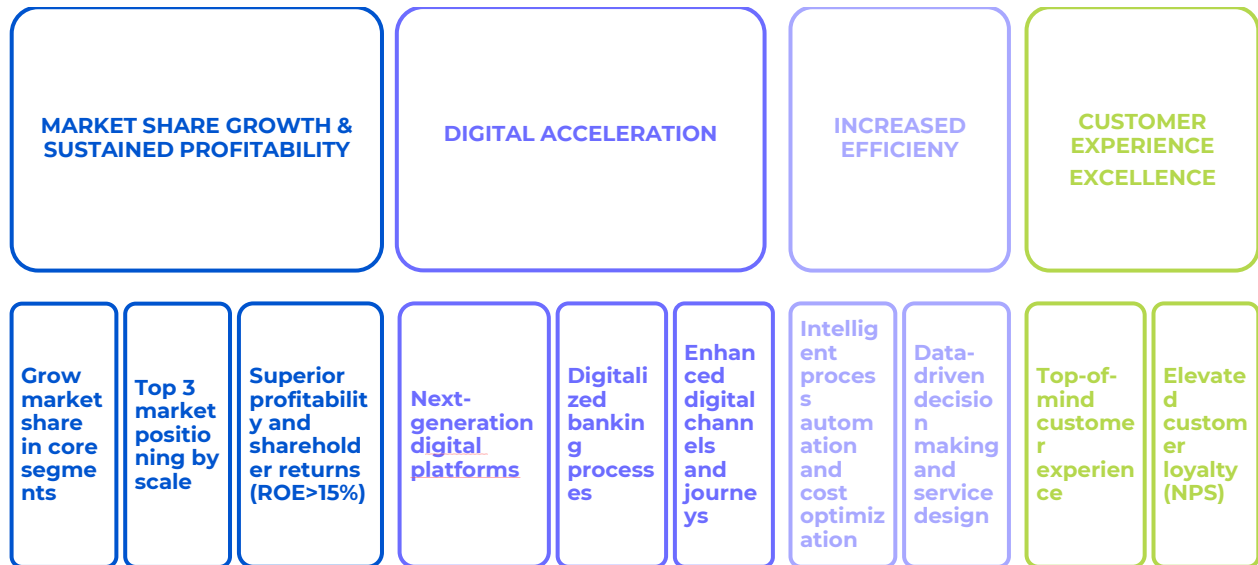 MARKET SHARE GROWTH &
SUSTAINED PROFITABILITY
DIGITAL ACCELERATION
INCREASED
EFFICIENY
CUSTOMER
EXPERIENCE
EXCELLENCE
Grow
market
share
in core
segme
nts
Top 3
market
positio
ning by
scale
Superior
profitabilit
y and
sharehold
er returns
(ROE>15%)
Next-
generation
digital
platforms
Digitali
zed
bankin
g
process
es
Enhan
ced
digital
chann
els
and
journe
ys
Intellig
ent
proces
s
autom
ation
and
cost
optimiz
ation
Data-
driven
decisio
n
making
and
service
design
Top-of-
mind
custome
r
experien
ce
Elevate
d
custom
er
loyalty
(NPS)